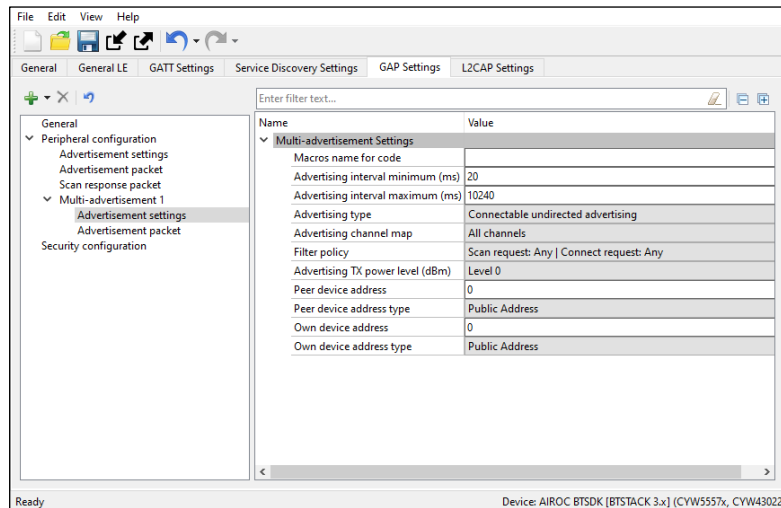 File Edit View Help
General General LE GATT Settings Service Discovery Settings GAP Settings L2CAP Settings
Enter filter text...
General
Peripheral configuration
Advertisement settings
Advertisement packet
Scan response packet
Multi-advertisement 1
Advertisement settings
Advertisement packet
Security configuration
Name Value
Multi-advertisement Settings
Macros name for code
Advertising interval minimum (ms) 20
Advertising interval maximum (ms) 10240
Advertising type Connectable undirected advertising
Advertising channel map All channels
Filter policy Scan request: Any | Connect request: Any
Advertising TX power level (dBm) Level 0
Peer device address 0
Peer device address type Public Address
Own device address 0
Own device address type Public Address
Ready Device: AIROC BTSDK [BTSTACK 3.x] (CYW5557x, CYW43022